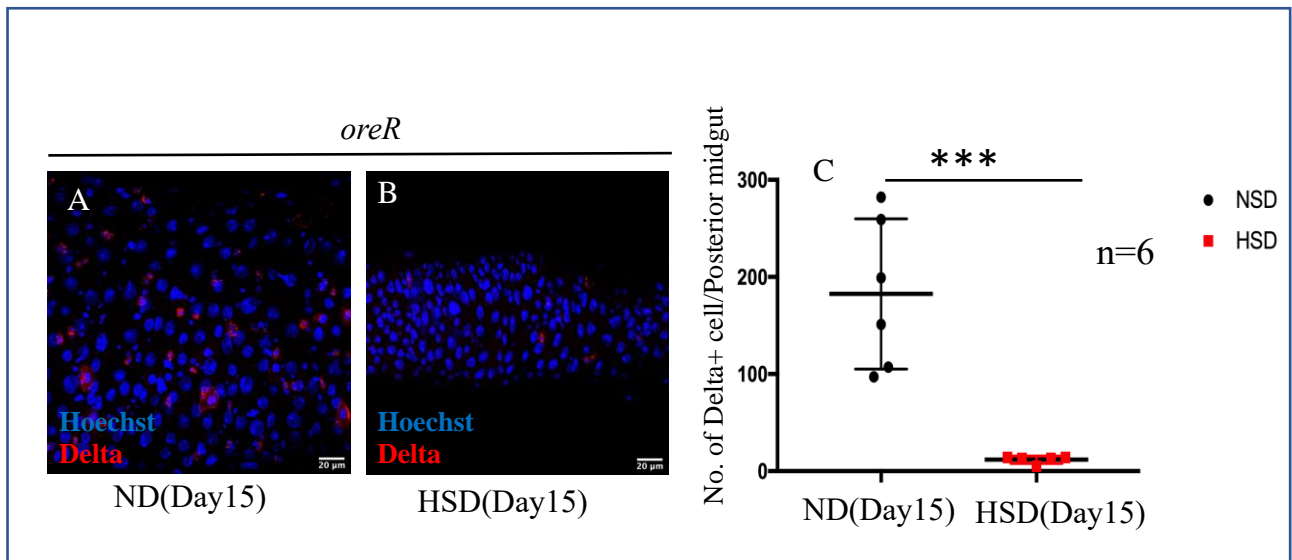 oreR
A
Hoechst
Delta
20 μm
ND(Day15)
B
Hoechst
Delta
20 μm
HSD(Day15)
No. of Delta+ cell/Posterior midgut
C
***
300
200
100
0
n=6
NSD
HSD
ND(Day15)
HSD(Day15)